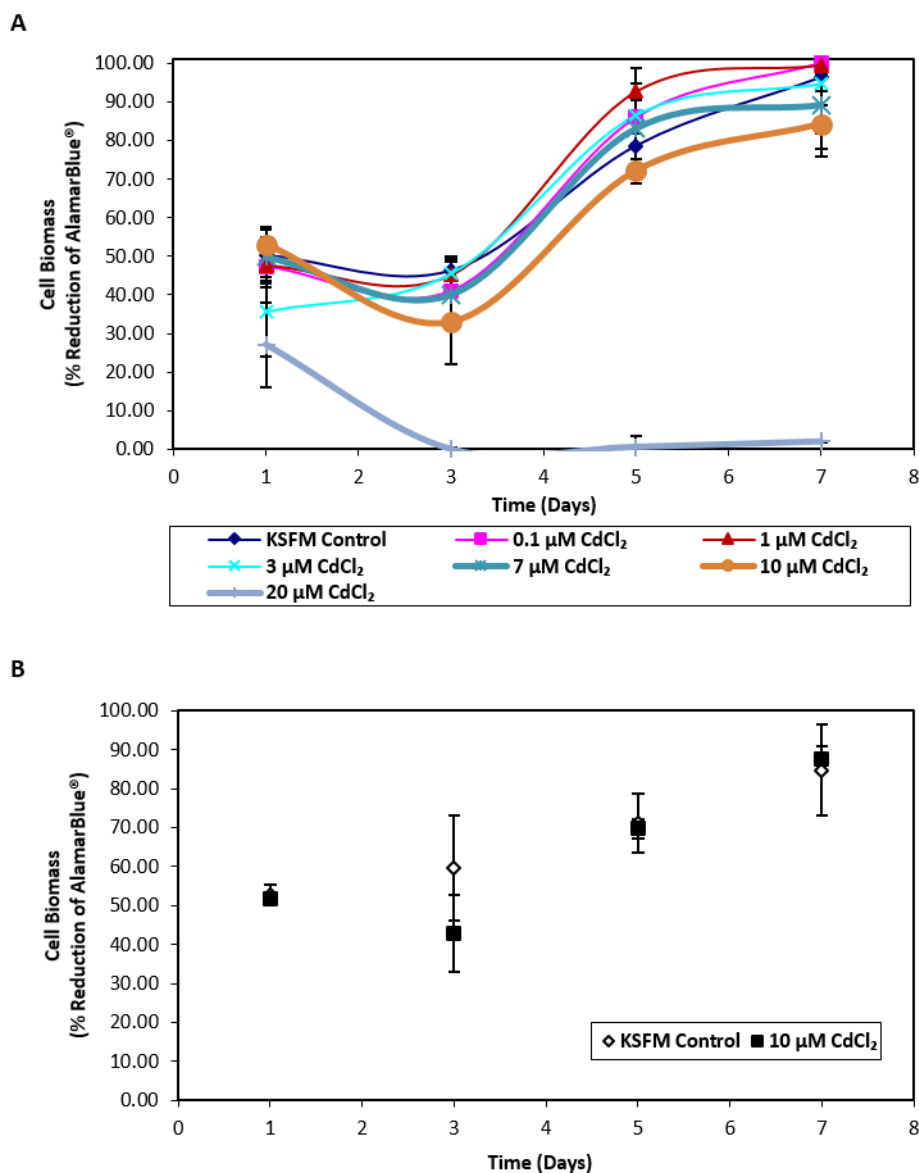 A
100.00
90.00
80.00
70.00
60.00
50.00
40.00
30.00
20.00
10.00
0.00
Cell Biomass
(% Reduction of AlamarBlue®)
0 1 2 3 4 5 6 7 8
Time (Days)
KSFM Control 0.1 µM CdCl₂ 1 µM CdCl₂
3 µM CdCl₂ 7 µM CdCl₂ 10 µM CdCl₂
20 µM CdCl₂
B
100.00
90.00
80.00
70.00
60.00
50.00
40.00
30.00
20.00
10.00
0.00
Cell Biomass
(% Reduction of AlamarBlue®)
KSFM Control 10 µM CdCl₂
0 1 2 3 4 5 6 7 8
Time (Days)